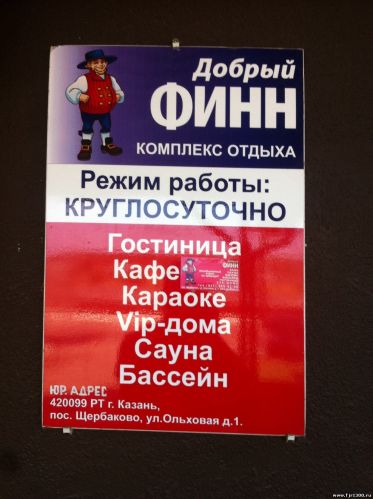 Добрый
ФИНН
КОМПЛЕКС ОТДЫХА
Режим работы:
КРУГЛОСУТОЧНО
Гостиница
Кафе
ФИНН
Караоке
Vip-дома
Сауна
Бассейн
ЮР. АДРЕС
420099 РТ г. Казань,
пос. Щербаково, ул.Ольховая д.1.